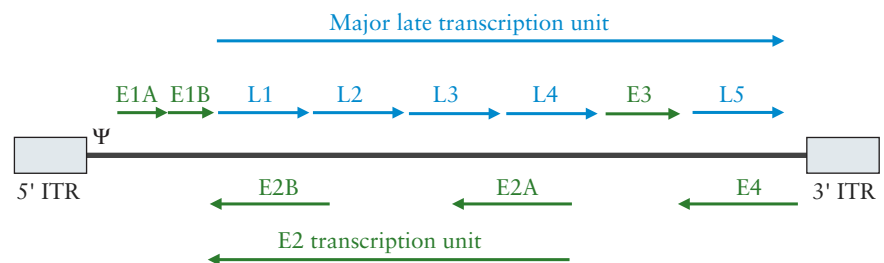 Major late transcription unit
E1A E1B L1 L2 L3 L4 E3 L5
Ψ
5' ITR 3' ITR
E2B E2A E4
E2 transcription unit